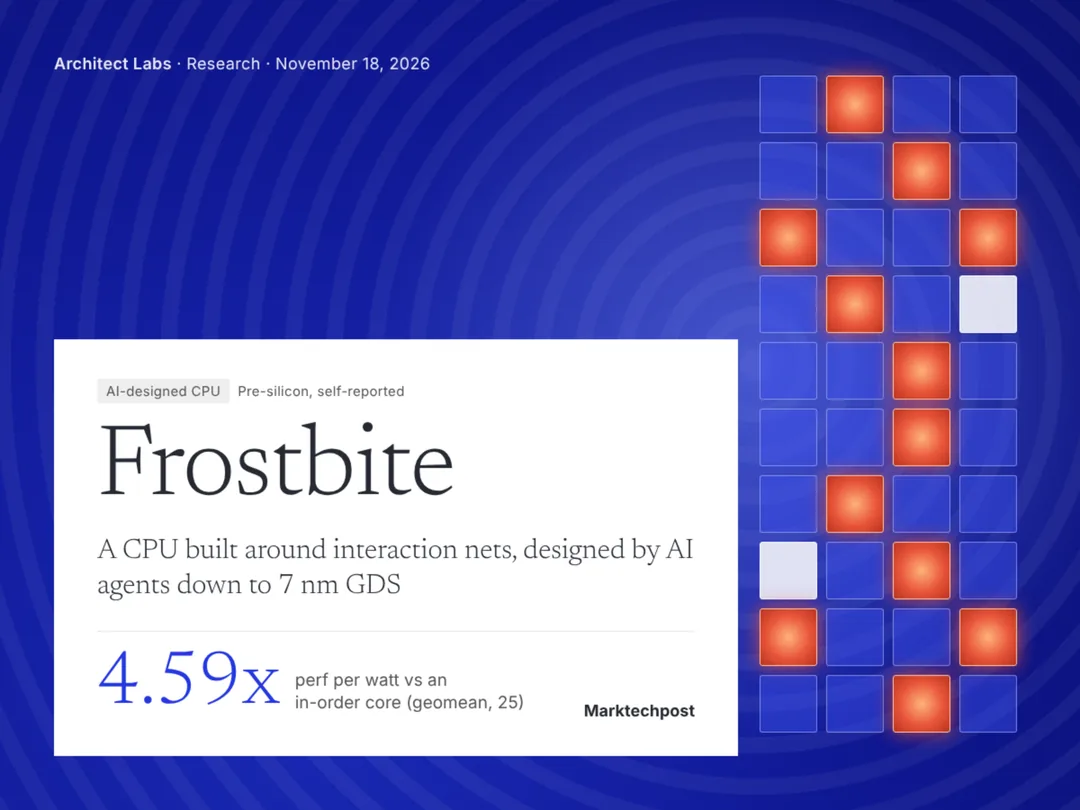 Architect Labs · Research · November 18, 2026
AI-designed CPU Pre-silicon, self-reported
Frostbite
A CPU built around interaction nets, designed by AI
agents down to 7 nm GDS
4.59x
perf per watt vs an
in-order core (geomean, 25)
Marktechpost